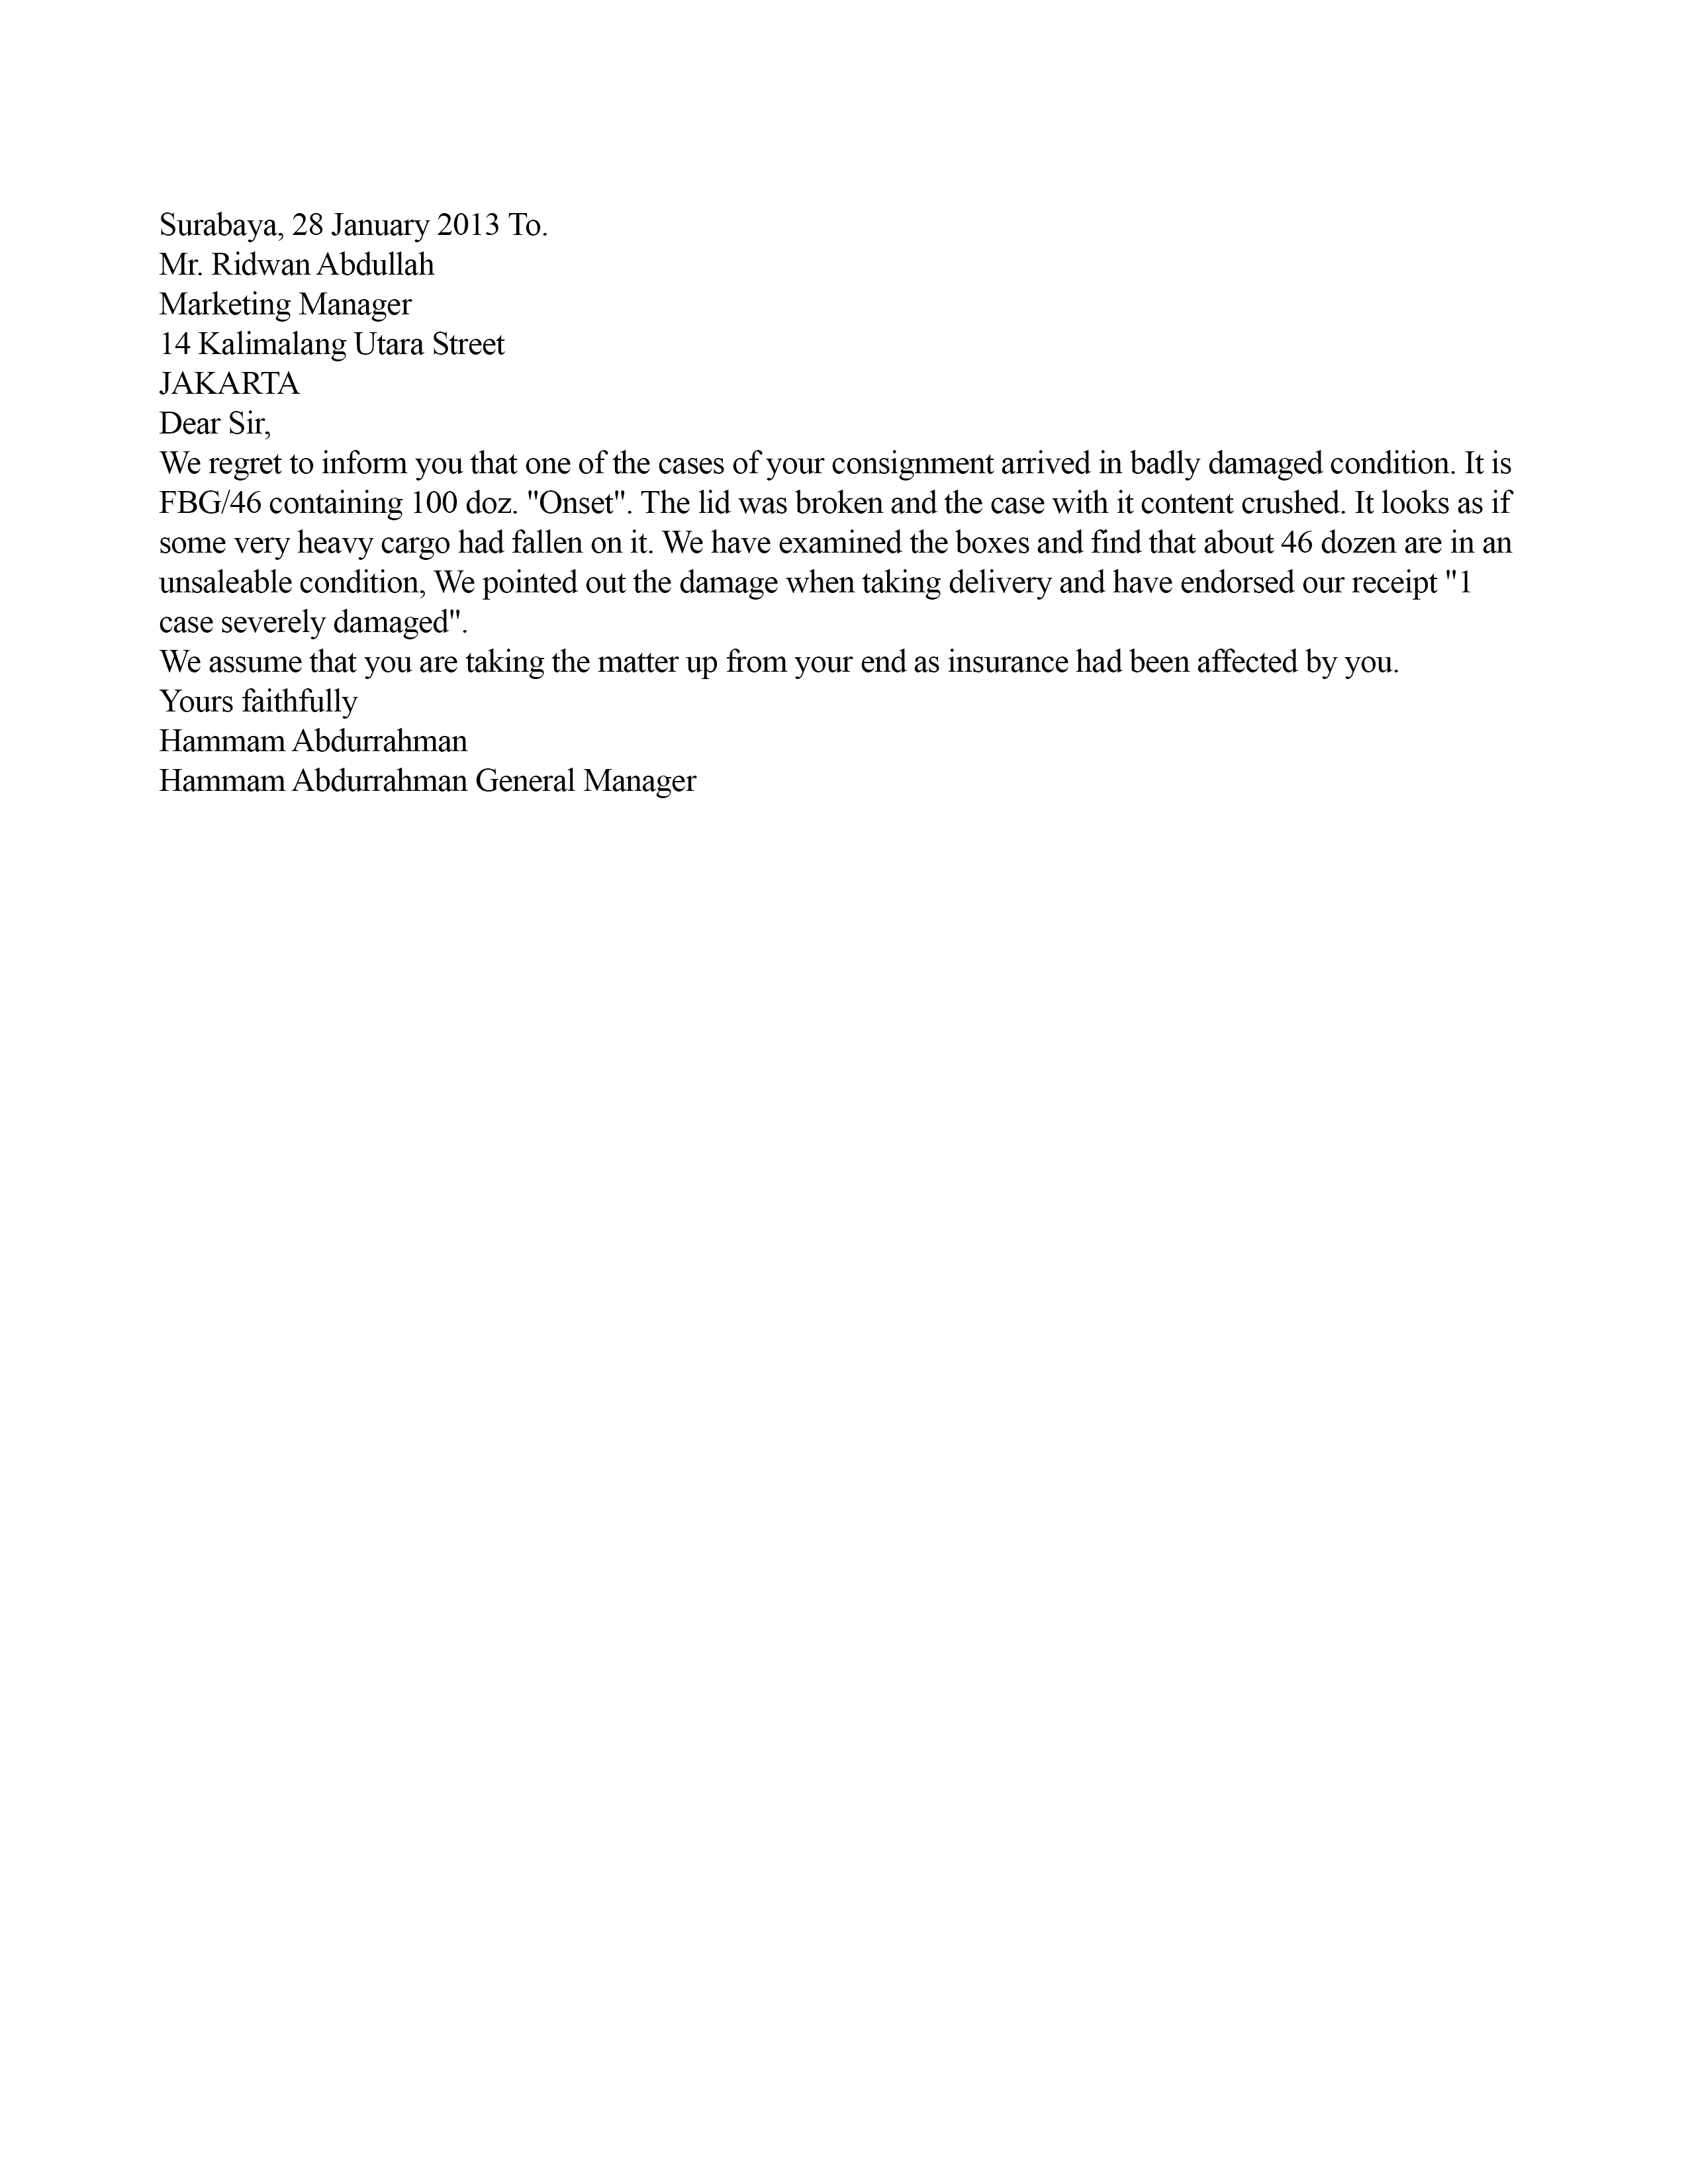 Surabaya, 28 January 2013 To.
Mr. Ridwan Abdullah
Marketing Manager
14 Kalimalang Utara Street
JAKARTA
Dear Sir,
We regret to inform you that one of the cases of your consignment arrived in badly damaged condition. It is
FBG/46 containing 100 doz. "Onset". The lid was broken and the case with it content crushed. It looks as if
some very heavy cargo had fallen on it. We have examined the boxes and find that about 46 dozen are in an
unsaleable condition, We pointed out the damage when taking delivery and have endorsed our receipt "1
case severely damaged".
We assume that you are taking the matter up from your end as insurance had been affected by you.
Yours faithfully
Hammam Abdurrahman
Hammam Abdurrahman General Manager